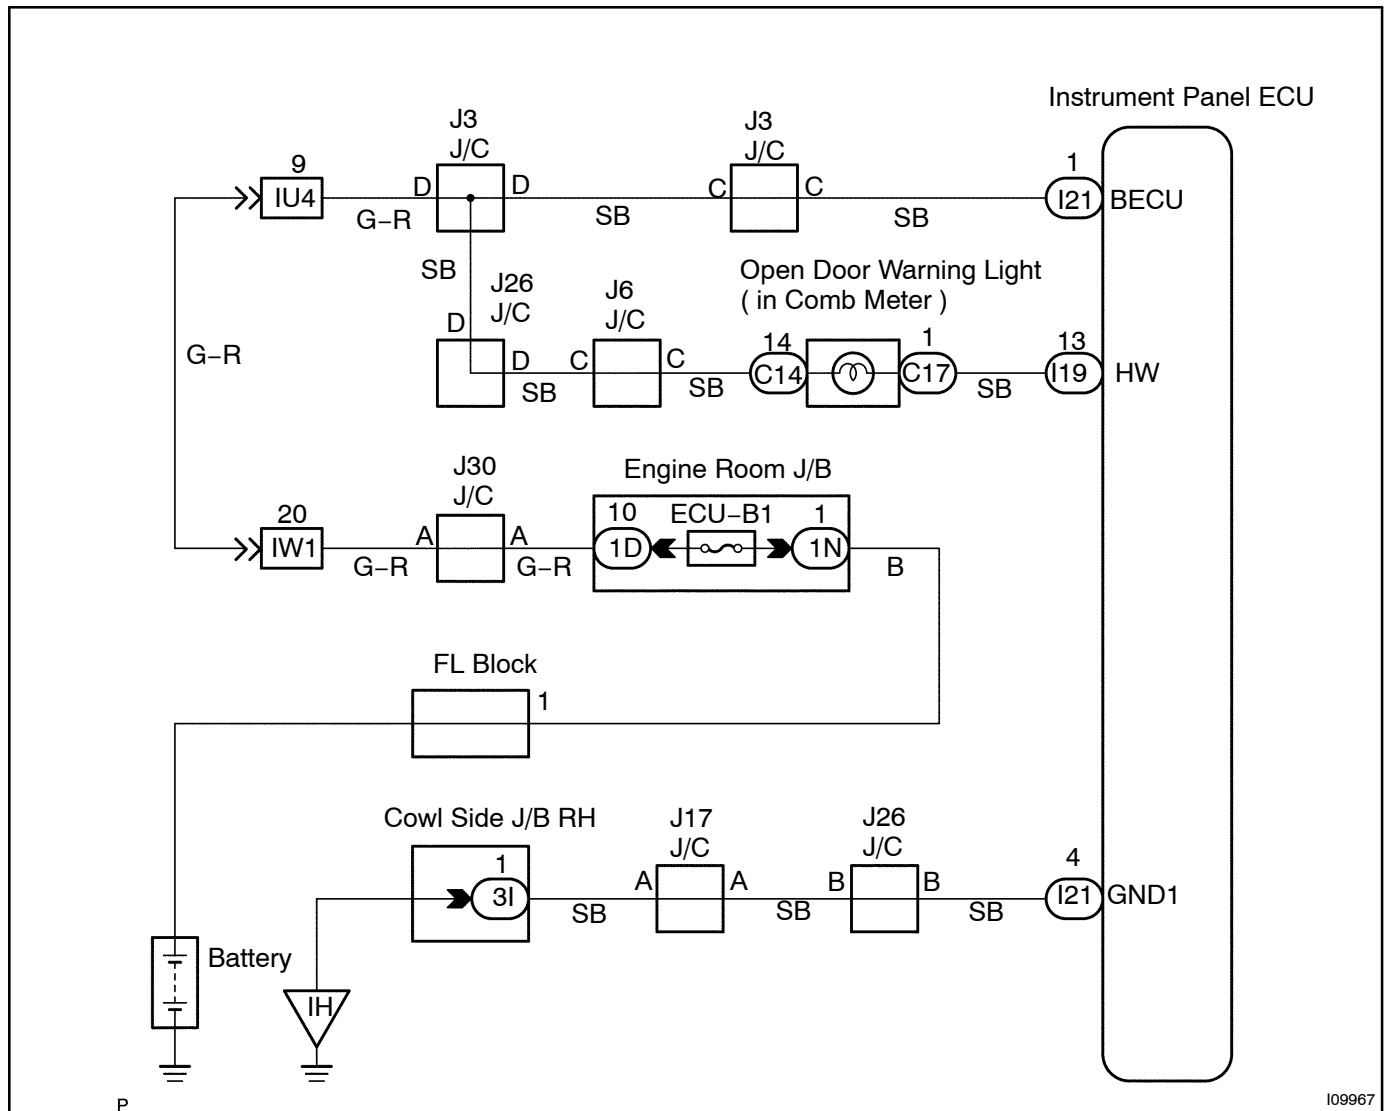 Instrument Panel ECU
J3
J/C
J3
J/C
9
IU4
D
D
C
C
1
I21
BECU
G–R
SB
SB
SB
J26
J/C
J6
J/C
Open Door Warning Light
( in Comb Meter )
D
D
C
C
14
C14
1
C17
13
I19
HW
SB
SB
SB
G–R
J30
J/C
Engine Room J/B
20
IW1
A
A
10
1D
ECU–B1
1
1N
G–R
G–R
B
FL Block
1
Cowl Side J/B RH
J17
J/C
J26
J/C
1
3I
A
A
B
B
4
I21
GND1
SB
SB
SB
Battery
IH
P
I09967